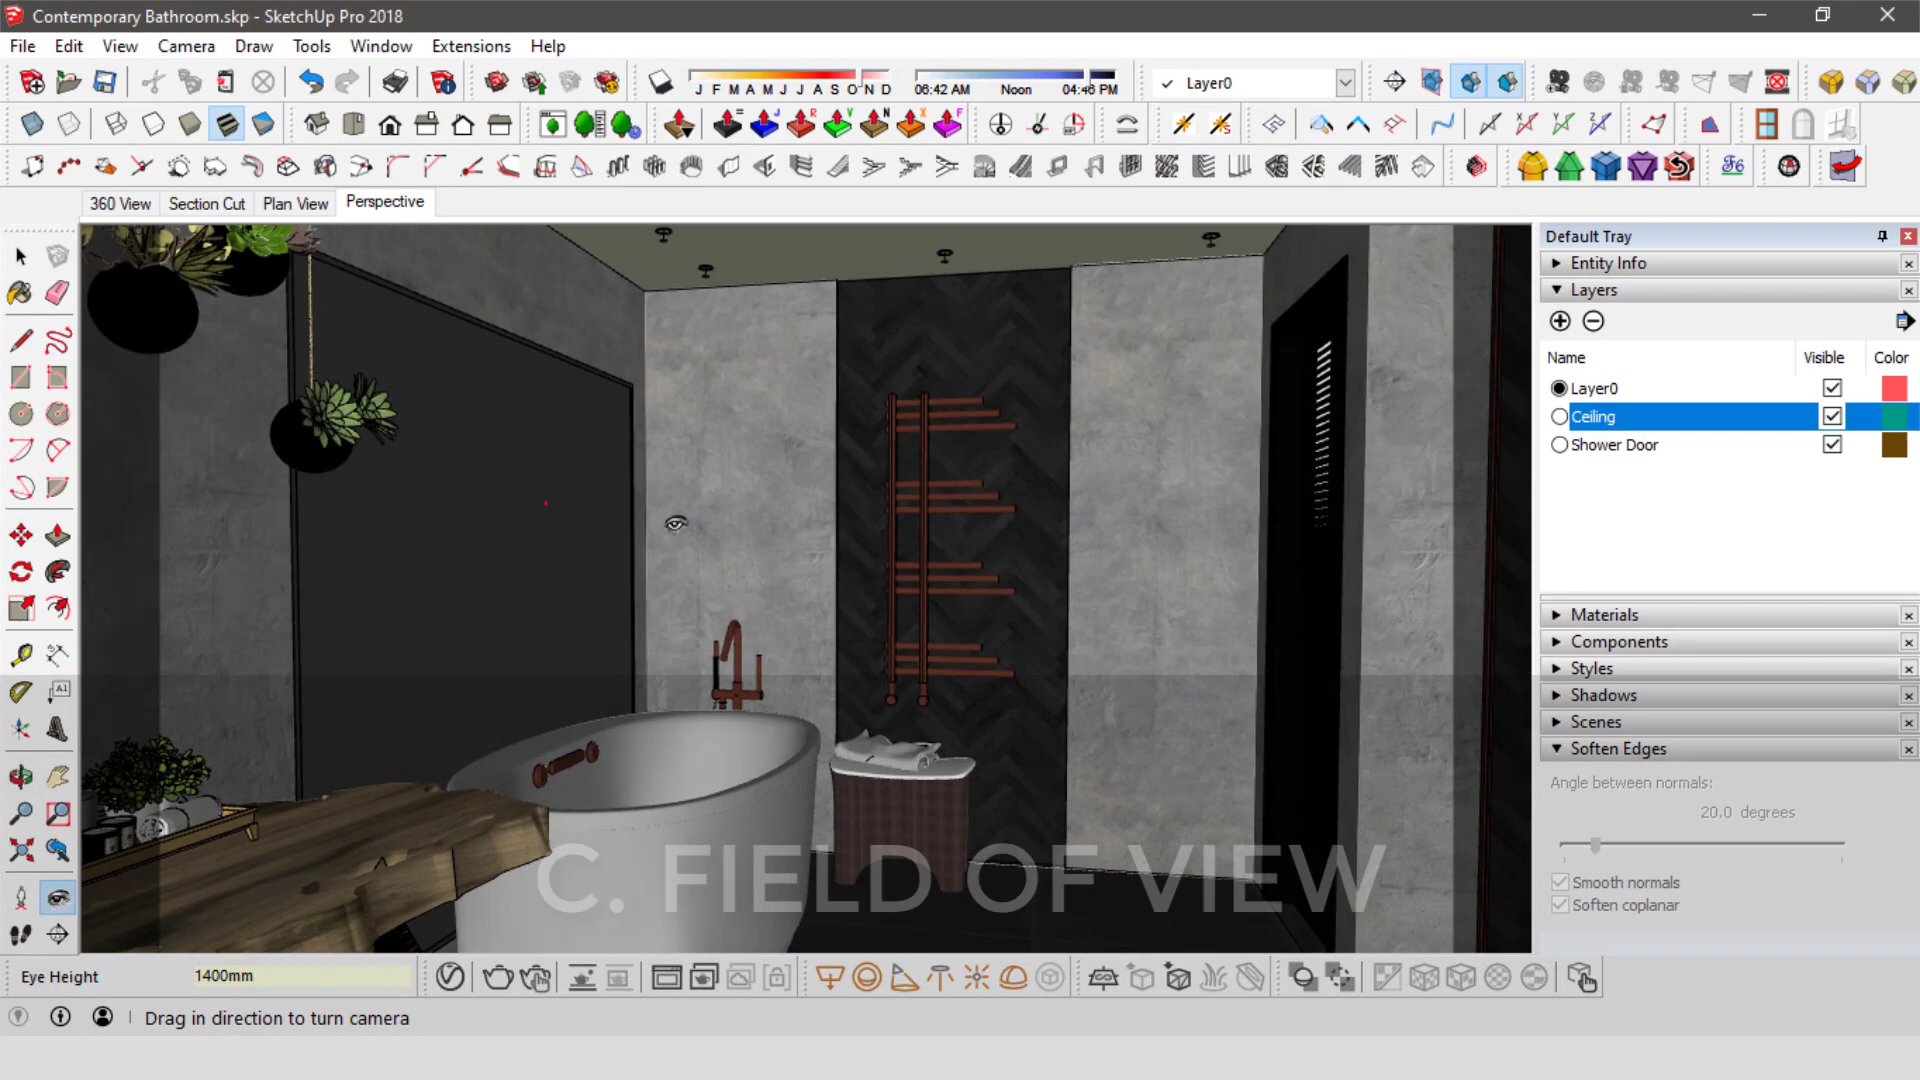 Contemporary Bathroom.skp - SketchUp Pro 2018
File Edit View Camera Draw Tools Window Extensions Help
J F M A M J J A S O N D 06:42 AM Noon 04:46 PM Layer0
360 View Section Cut Plan View Perspective
Default Tray
Entity Info
Layers
Name Visible Color
Layer0
Ceiling
Shower Door
Materials
Components
Styles
Shadows
Scenes
Soften Edges
Angle between normals:
20.0 degrees
Smooth normals
Soften coplanar
C. FIELD OF VIEW
Eye Height 1400mm
Drag in direction to turn camera